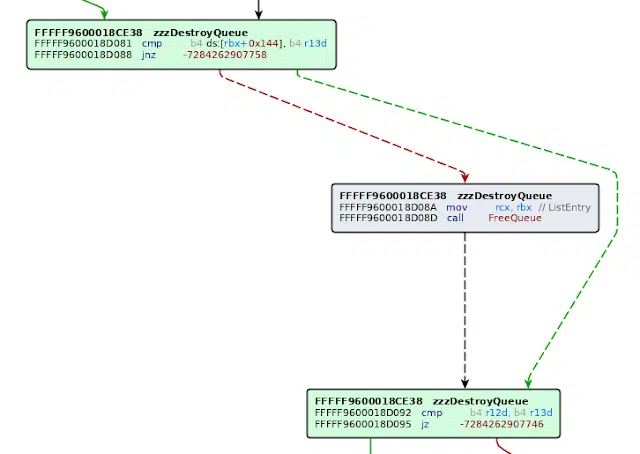 FFFFF9600018CE38 zzzDestroyQueue
FFFFF9600018D081 cmp b4 ds:[rbx+0x144], b4 r13d
FFFFF9600018D088 jnz -7284262907758
FFFFF9600018CE38 zzzDestroyQueue
FFFFF9600018D08A mov rcx, rbx // ListEntry
FFFFF9600018D08D call FreeQueue
FFFFF9600018CE38 zzzDestroyQueue
FFFFF9600018D092 cmp b4 r12d, b4 r13d
FFFFF9600018D095 jz -7284262907746